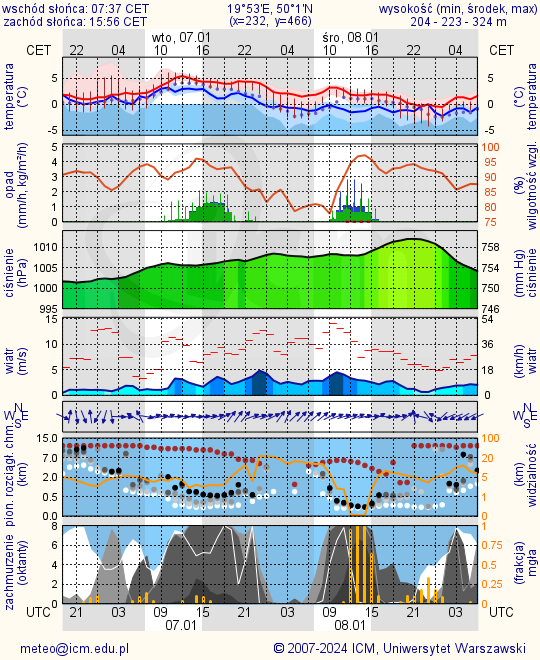 wschód słońca: 07:37 CET 19°53'E, 50°1'N wysokość (min, środek, max)
zachód słońca: 15:56 CET (x=232, y=466) 204 - 223 - 324 m
wto, 07.01 śro, 08.01
CET 22 04 10 16 22 04 10 16 22 04 CET
temperatura (°C) 5 0 -5 5 0 -5 (°C) temperatura
opad (mm/h, kg/m²/h) 5 4 3 2 1 0 100 95 90 85 80 75 (%) wilgotność wzgl.
ciśnienie (hPa) 1010 1005 1000 995 758 754 750 746 (mm Hg) ciśnienie
wiatr (m/s) 15 10 5 0 54 36 18 0 (km/h) wiatr
N W E S N W E S
pion. rozciągł. chm. (km) 15.0 7.0 2.0 0.5 0.0 100 20 5 1 0 (km) widzialność
zachmurzenie (oktanty) 8 6 4 2 0 1 0.75 0.5 0.25 0 (frakcja) mgła
UTC 21 03 09 15 21 03 09 15 21 03 UTC
07.01 08.01
meteo@icm.edu.pl © 2007-2024 ICM, Uniwersytet Warszawski